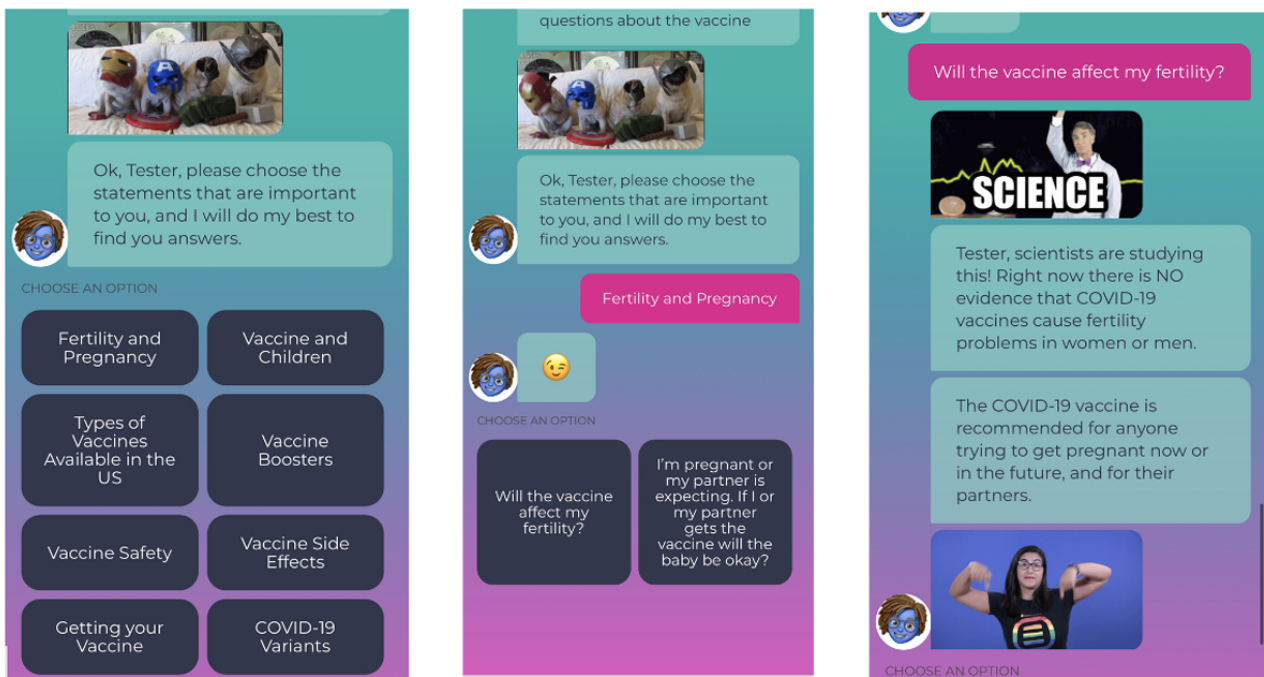 Ok, Tester, please choose the
statements that are important
to you, and I will do my best to
find you answers.
CHOOSE AN OPTION
Fertility and
Pregnancy
Vaccine and
Children
Types of
Vaccines
Available in the
US
Vaccine
Boosters
Vaccine Safety
Vaccine Side
Effects
Getting your
Vaccine
COVID-19
Variants
questions about the vaccine
A
Ok, Tester, please choose the
statements that are important
to you, and I will do my best to
find you answers.
Fertility and Pregnancy
CHOOSE AN OPTION
Will the vaccine
affect my
fertility?
I'm pregnant or
my partner is
expecting. If I or
my partner
gets the
vaccine will the
baby be okay?
Will the vaccine affect my fertility?
SCIENCE
Tester, scientists are studying
this! Right now there is NO
evidence that COVID-19
vaccines cause fertility
problems in women or men.
The COVID-19 vaccine is
recommended for anyone
trying to get pregnant now or
in the future, and for their
partners.
CHOOSE AN OPTION